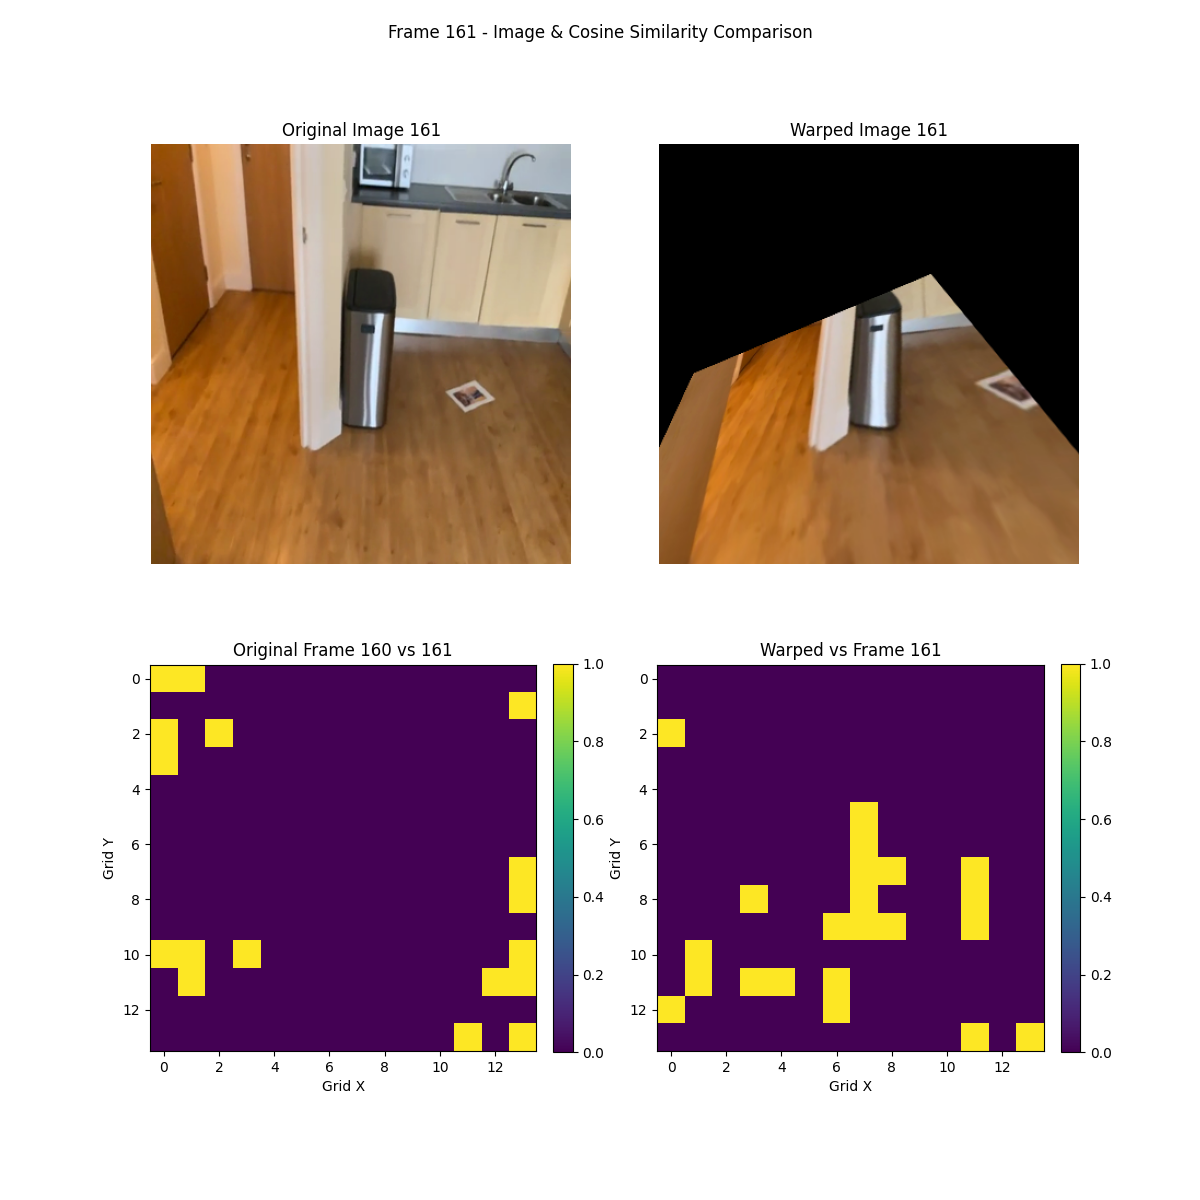 Frame 161 - Image & Cosine Similarity Comparison
Original Image 161
Warped Image 161
Original Frame 160 vs 161
Warped vs Frame 161
Grid Y
0
2
4
6
8
10
12
0 2 4 6 8 10 12
Grid X
1.0
0.8
0.6
0.4
0.2
0.0
Grid Y
0
2
4
6
8
10
12
0 2 4 6 8 10 12
Grid X
1.0
0.8
0.6
0.4
0.2
0.0